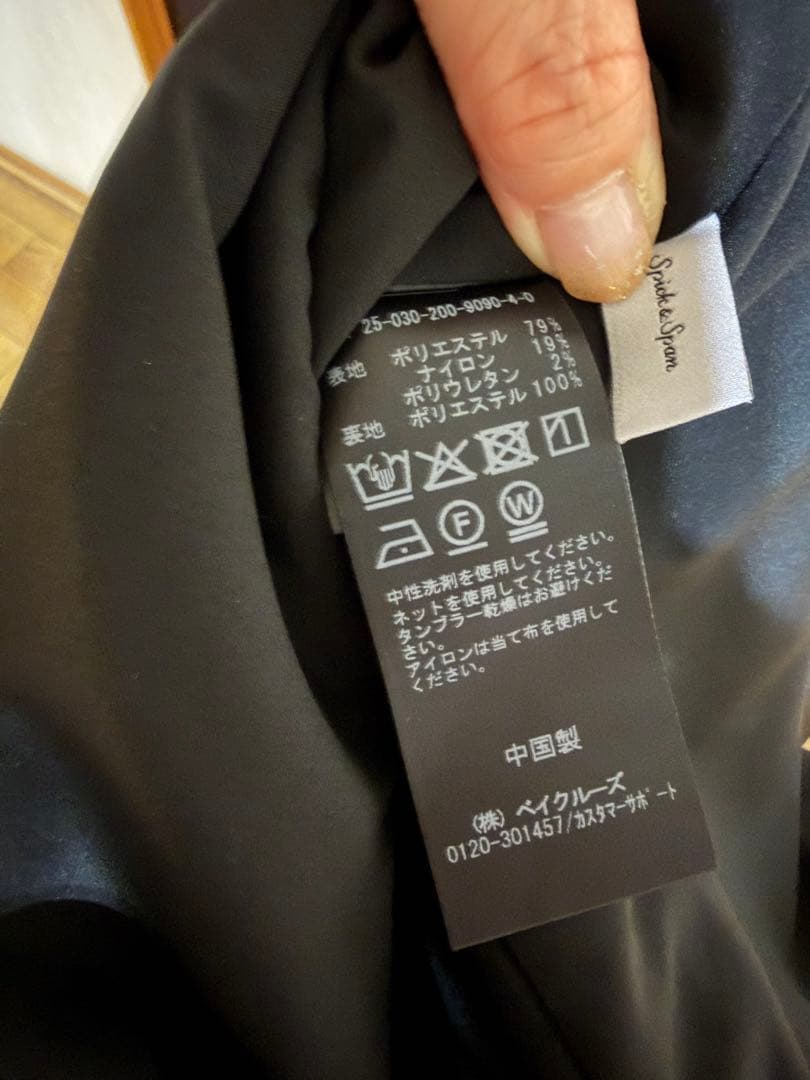 25-030-200-9090-4-0
表地 ポリエステル 79%
ナイロン 19%
ポリウレタン 2%
裏地 ポリエステル 100%
F W
中性洗剤を使用してください。
ネットを使用してください。
タンブラー乾燥はお避けくだ
さい。
アイロンは当て布を使用して
ください。
中国製
(株) ベイクルーズ
0120-301457/カスタマーサポート
Spick & Span